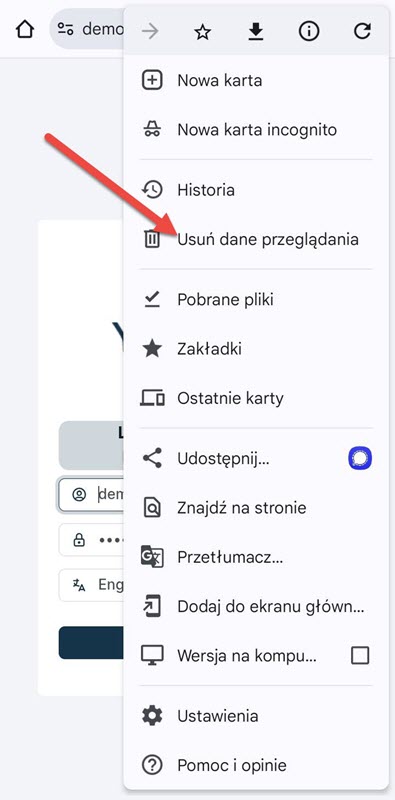 demo
Nowa karta
Nowa karta incognito
Historia
Usuń dane przeglądania
Pobrane pliki
Zakładki
Ostatnie karty
Udostępnij...
Znajdź na stronie
Przetłumacz...
Dodaj do ekranu główn...
Wersja na kompu...
Ustawienia
Pomoc i opinie
dem
Eng